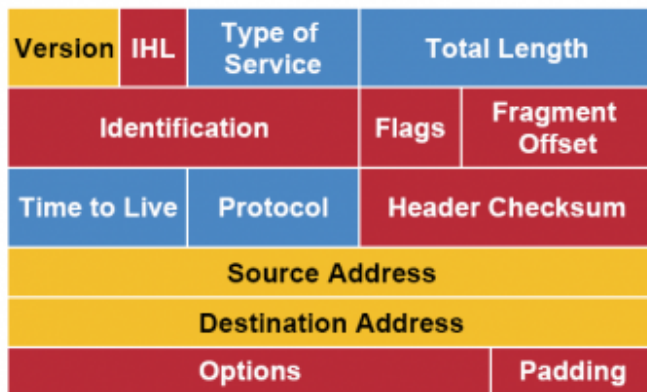 Version IHL Type of Service Total Length
Identification Flags Fragment Offset
Time to Live Protocol Header Checksum
Source Address
Destination Address
Options Padding